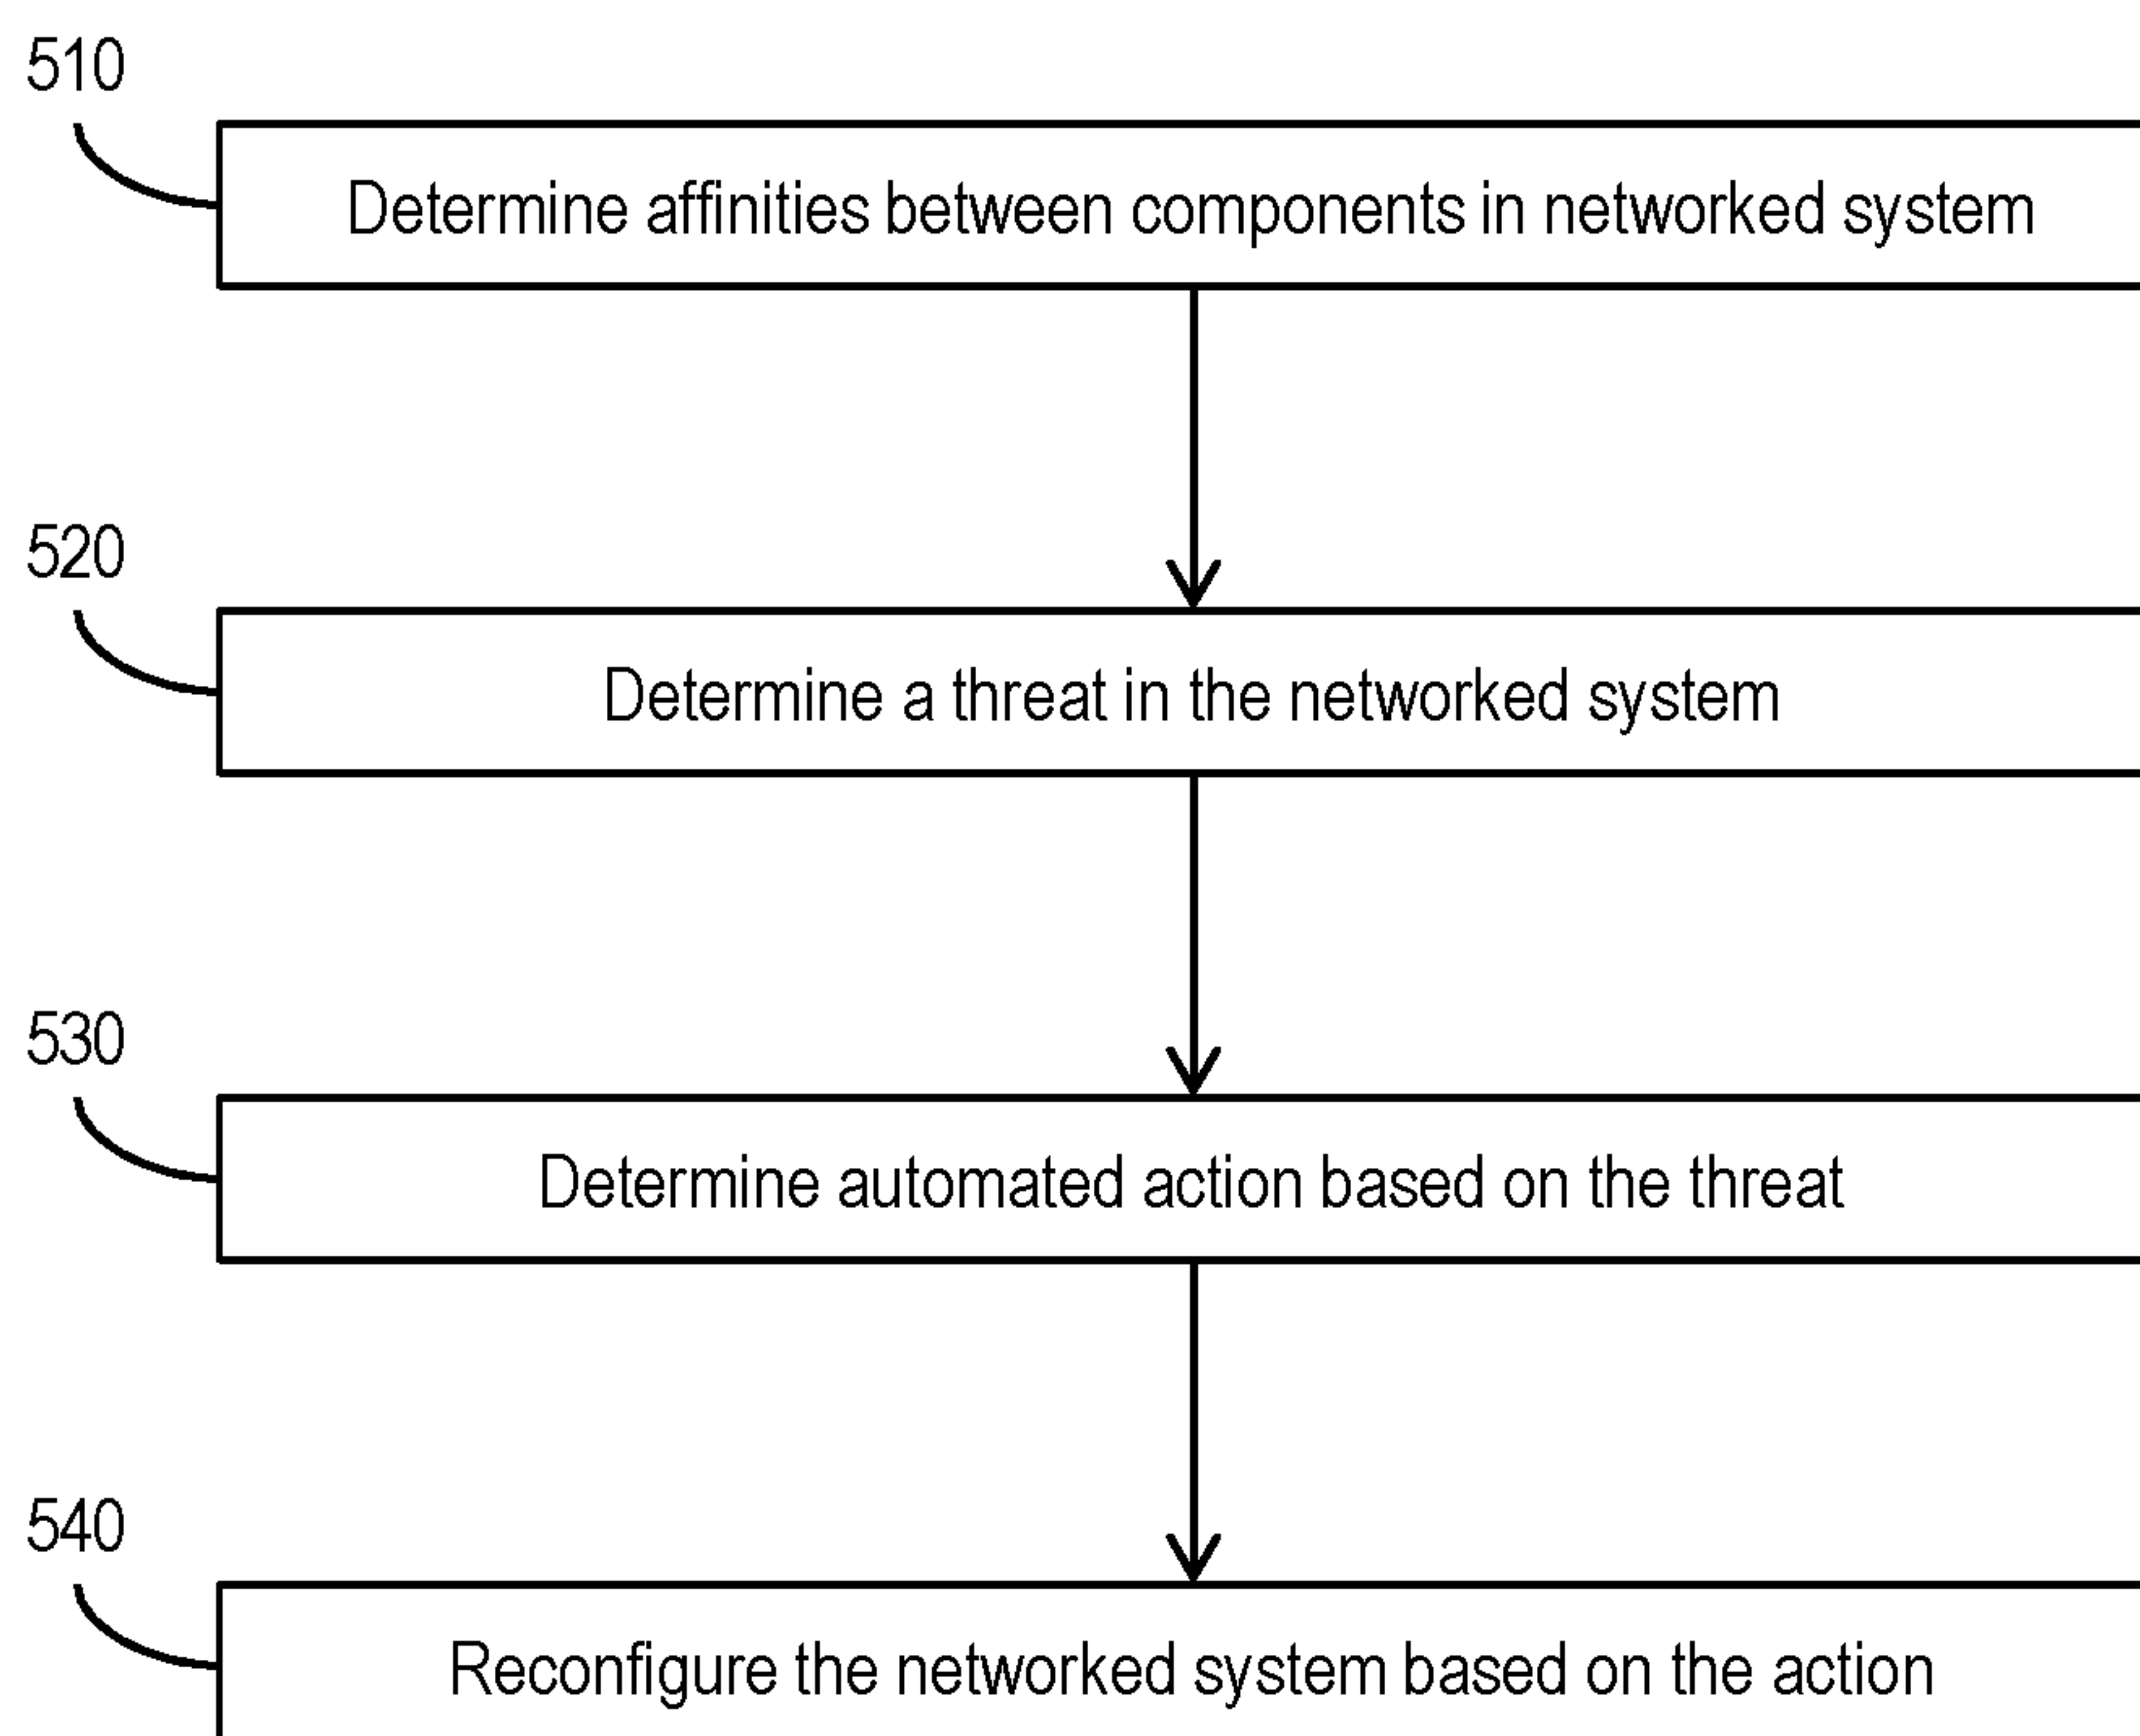 510
Determine affinities between components in networked system
520
Determine a threat in the networked system
530
Determine automated action based on the threat
540
Reconfigure the networked system based on the action